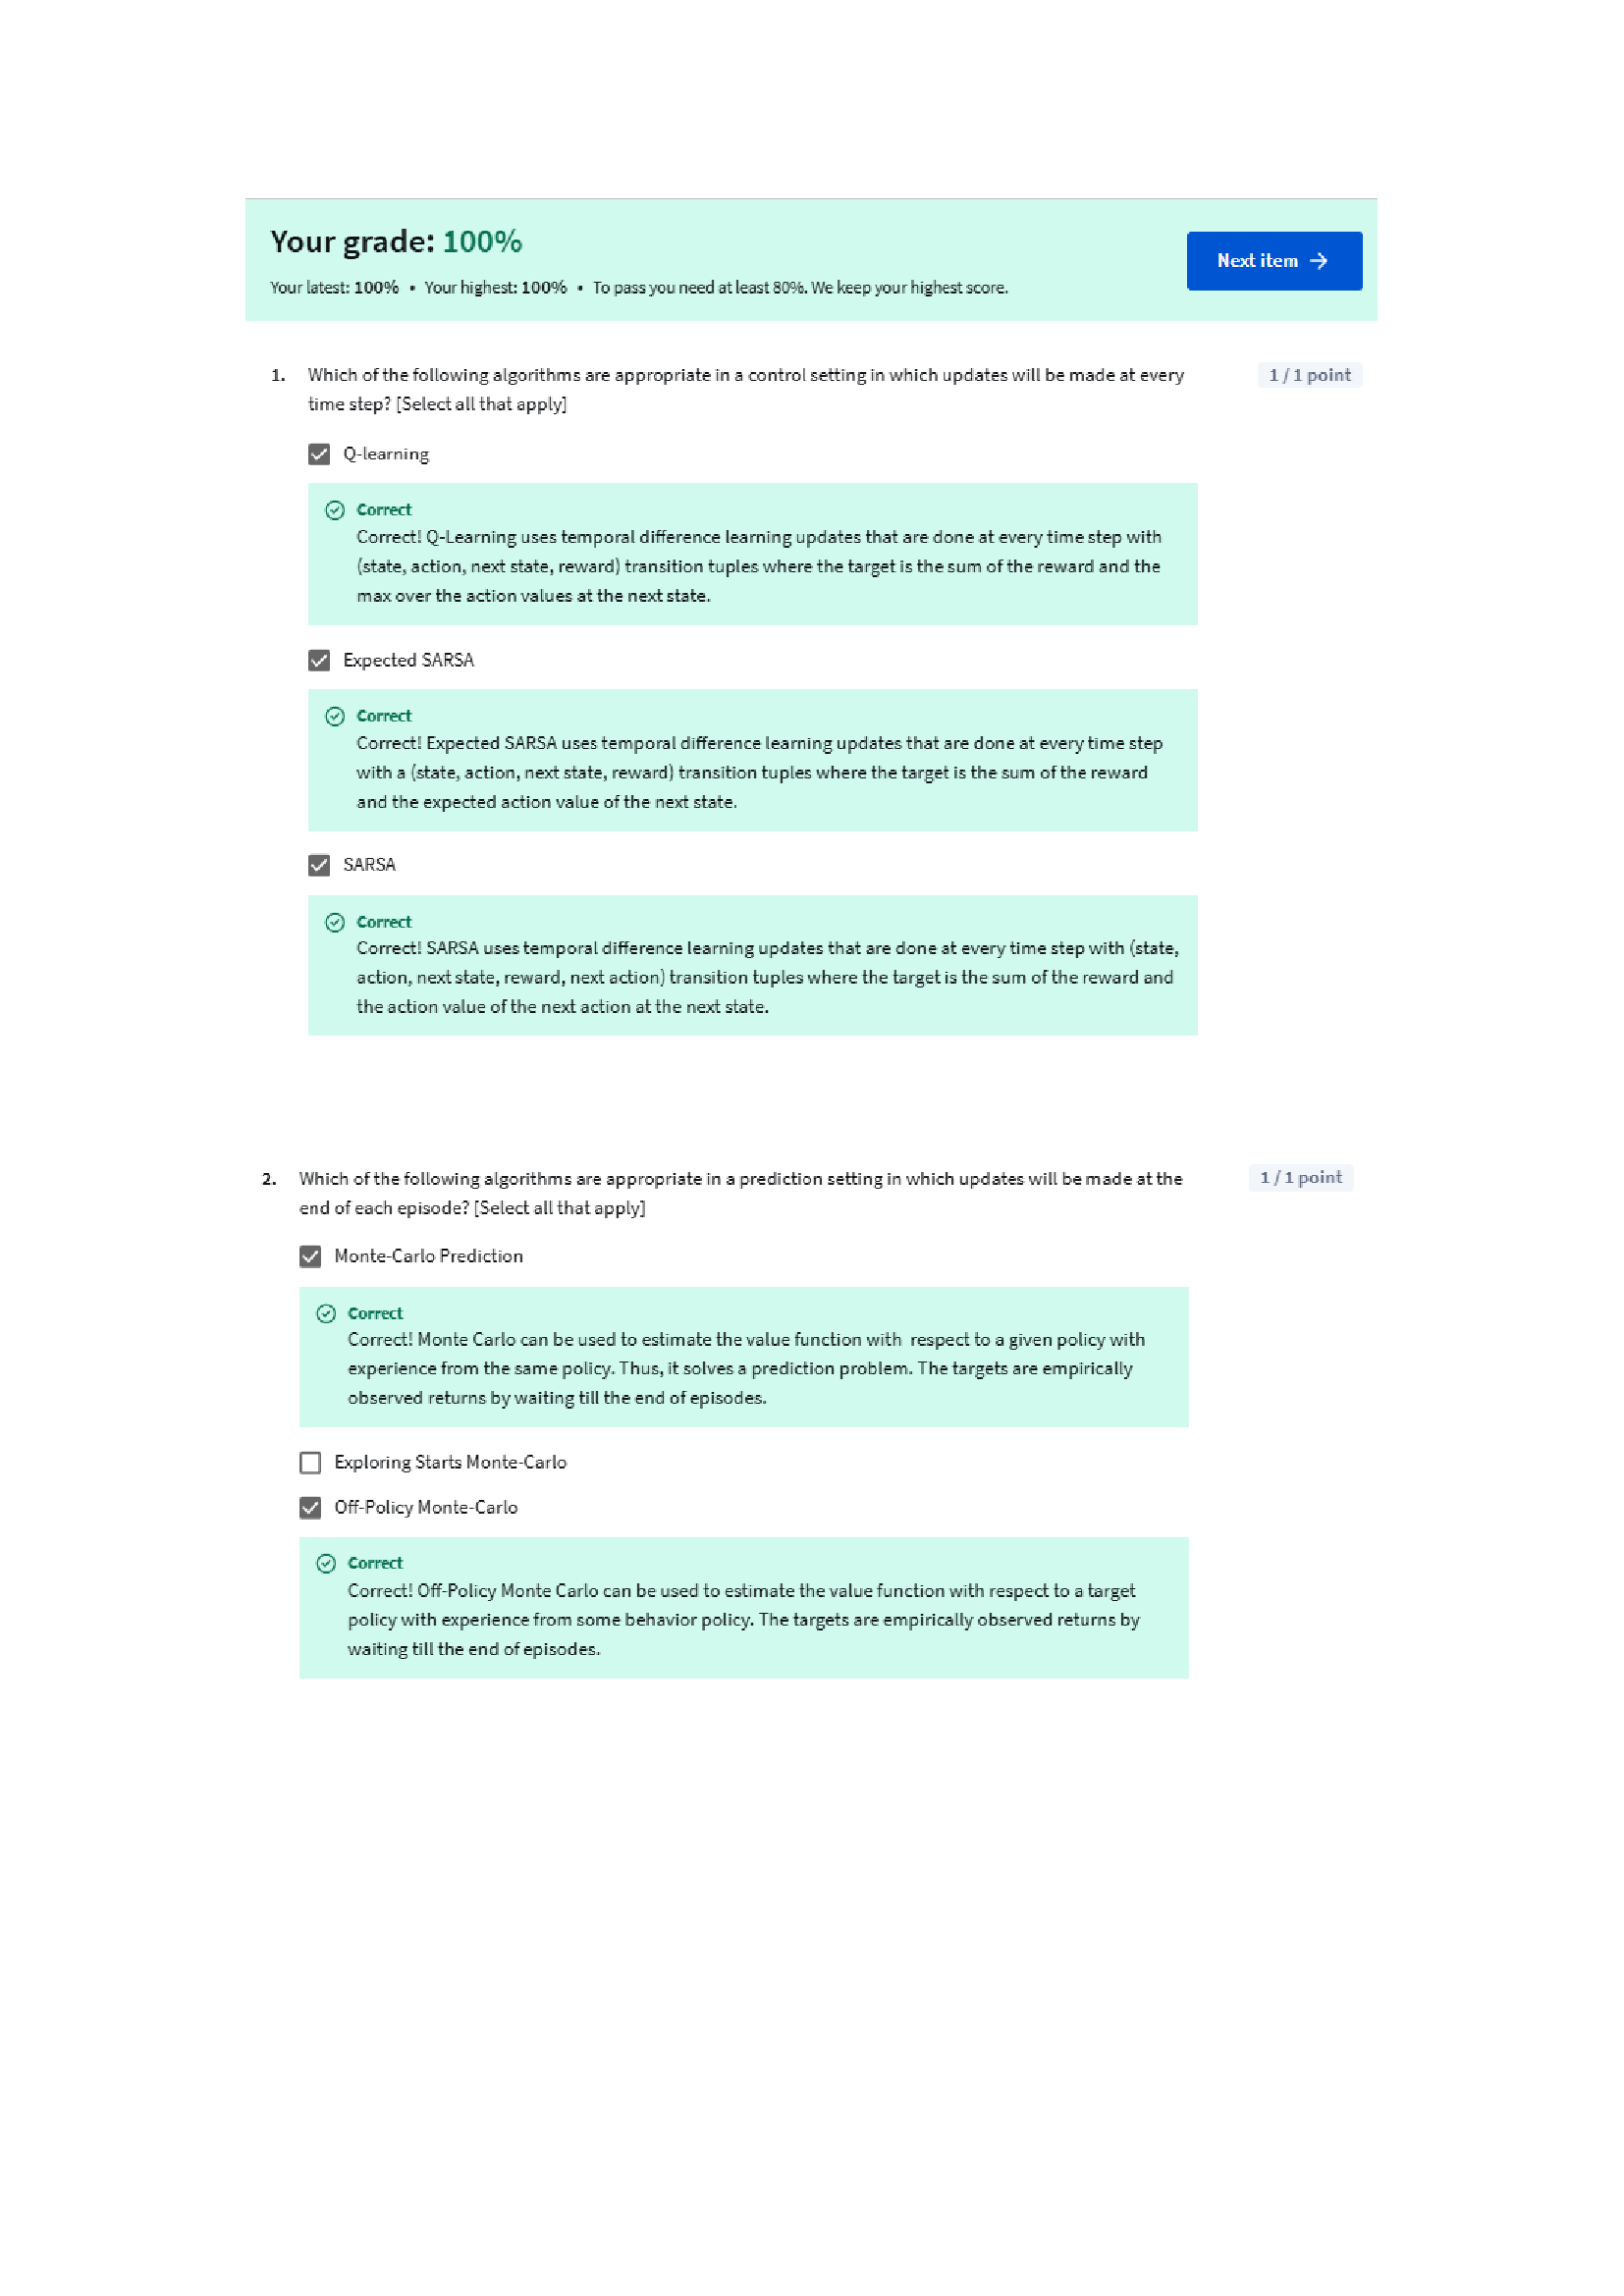 Your grade: 100%
Next item →
Your latest: 100% • Your highest: 100% • To pass you need at least 80%. We keep your highest score.
1. Which of the following algorithms are appropriate in a control setting in which updates will be made at every
1 / 1 point
time step? [Select all that apply]
Q-learning
Correct
Correct! Q-Learning uses temporal difference learning updates that are done at every time step with
(state, action, next state, reward) transition tuples where the target is the sum of the reward and the
max over the action values at the next state.
Expected SARSA
Correct
Correct! Expected SARSA uses temporal difference learning updates that are done at every time step
with a (state, action, next state, reward) transition tuples where the target is the sum of the reward
and the expected action value of the next state.
SARSA
Correct
Correct! SARSA uses temporal difference learning updates that are done at every time step with (state,
action, next state, reward, next action) transition tuples where the target is the sum of the reward and
the action value of the next action at the next state.
2. Which of the following algorithms are appropriate in a prediction setting in which updates will be made at the
1 / 1 point
end of each episode? [Select all that apply]
Monte-Carlo Prediction
Correct
Correct! Monte Carlo can be used to estimate the value function with respect to a given policy with
experience from the same policy. Thus, it solves a prediction problem. The targets are empirically
observed returns by waiting till the end of episodes.
Exploring Starts Monte-Carlo
Off-Policy Monte-Carlo
Correct
Correct! Off-Policy Monte Carlo can be used to estimate the value function with respect to a target
policy with experience from some behavior policy. The targets are empirically observed returns by
waiting till the end of episodes.